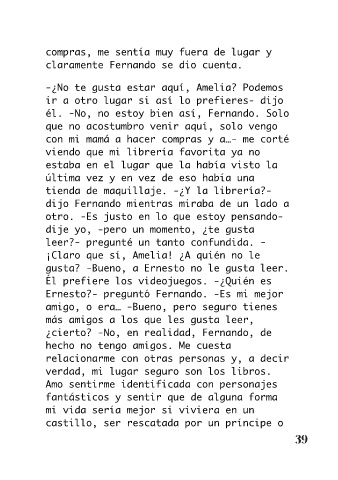 compras, me sentía muy fuera de lugar y
claramente Fernando se dio cuenta.
-¿No te gusta estar aquí, Amelia? Podemos
ir a otro lugar si así lo prefieres- dijo
él. -No, no estoy bien así, Fernando. Solo
que no acostumbro venir aquí, solo vengo
con mi mamá a hacer compras y a…- me corté
viendo que mi librería favorita ya no
estaba en el lugar que la había visto la
última vez y en vez de eso había una
tienda de maquillaje. -¿Y la librería?-
dijo Fernando mientras miraba de un lado a
otro. -Es justo en lo que estoy pensando-
dije yo, -pero un momento, ¿te gusta
leer?- pregunté un tanto confundida. -
¡Claro que sí, Amelia! ¿A quién no le
gusta? -Bueno, a Ernesto no le gusta leer.
Él prefiere los videojuegos. -¿Quién es
Ernesto?- preguntó Fernando. -Es mi mejor
amigo, o era… -Bueno, pero seguro tienes
más amigos a los que les gusta leer,
¿cierto? -No, en realidad, Fernando, de
hecho no tengo amigos. Me cuesta
relacionarme con otras personas y, a decir
verdad, mi lugar seguro son los libros.
Amo sentirme identificada con personajes
fantásticos y sentir que de alguna forma
mi vida sería mejor si viviera en un
castillo, ser rescatada por un príncipe o
39